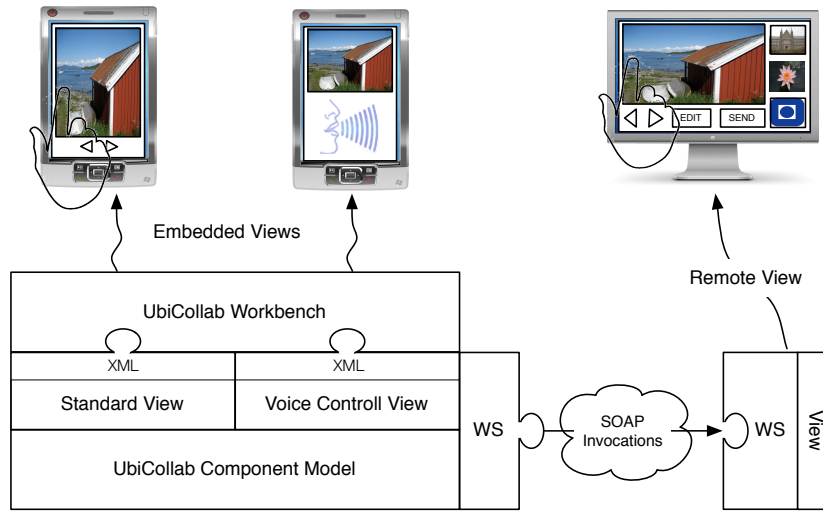 EDIT
SEND
Embedded Views
Remote View
UbiCollab Workbench
XML
XML
Standard View
Voice Controll View
WS
SOAP
Invocations
WS
View
UbiCollab Component Model